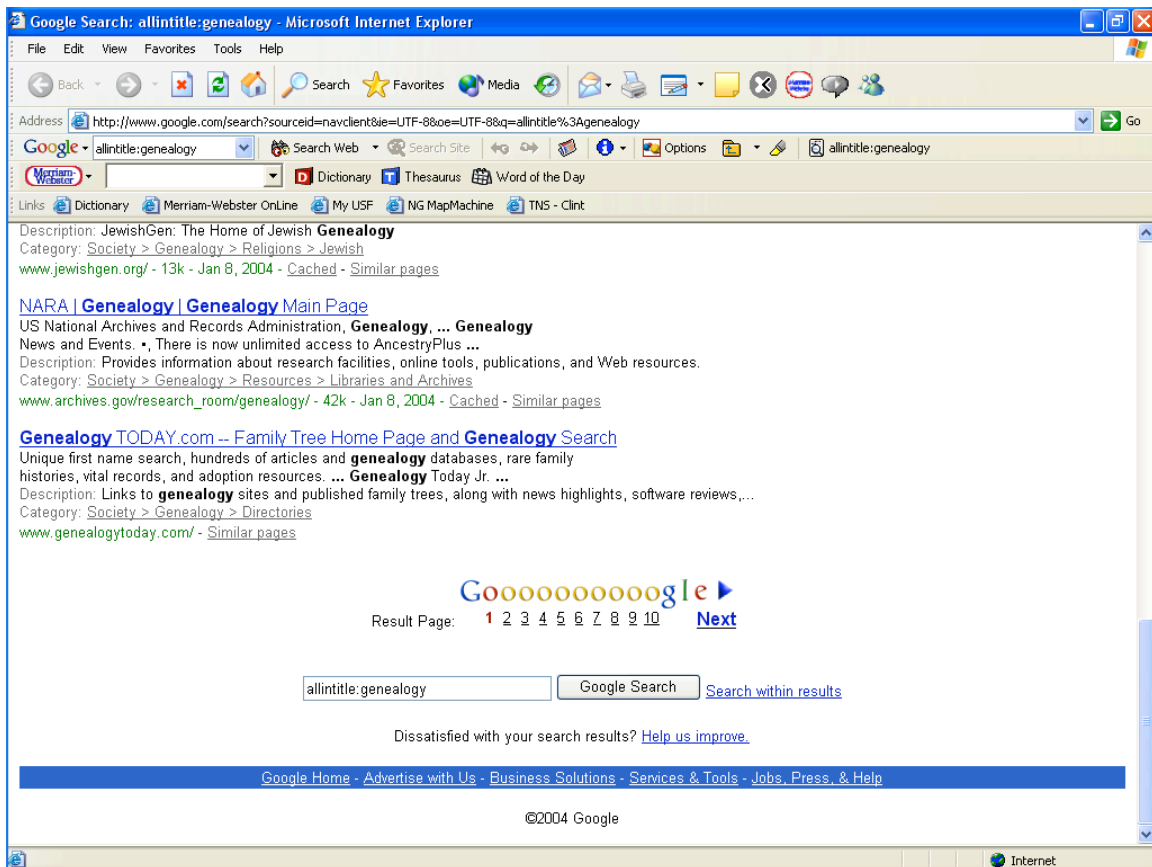 Google Search: allintitle:genealogy - Microsoft Internet Explorer
File Edit View Favorites Tools Help
Back Search Favorites Media
Address http://www.google.com/search?sourceid=navclient&ie=UTF-8&oe=UTF-8&q=allintitle%3Agenealogy Go
Google allintitle:genealogy Search Web Search Site Options allintitle:genealogy
Merriam-Webster Dictionary Thesaurus Word of the Day
Links Dictionary Merriam-Webster OnLine My USF NG MapMachine TNS - Clint
Description: JewishGen: The Home of Jewish Genealogy
Category: Society > Genealogy > Religions > Jewish
www.jewishgen.org/ - 13k - Jan 8, 2004 - Cached - Similar pages
NARA | Genealogy | Genealogy Main Page
US National Archives and Records Administration, Genealogy, ... Genealogy
News and Events. •, There is now unlimited access to AncestryPlus ...
Description: Provides information about research facilities, online tools, publications, and Web resources.
Category: Society > Genealogy > Resources > Libraries and Archives
www.archives.gov/research_room/genealogy/ - 42k - Jan 8, 2004 - Cached - Similar pages
Genealogy TODAY.com -- Family Tree Home Page and Genealogy Search
Unique first name search, hundreds of articles and genealogy databases, rare family
histories, vital records, and adoption resources. ... Genealogy Today Jr. ...
Description: Links to genealogy sites and published family trees, along with news highlights, software reviews,...
Category: Society > Genealogy > Directories
www.genealogytoday.com/ - Similar pages
Goooooooooogle
Result Page: 1 2 3 4 5 6 7 8 9 10 Next
allintitle:genealogy Google Search Search within results
Dissatisfied with your search results? Help us improve.
Google Home - Advertise with Us - Business Solutions - Services & Tools - Jobs, Press, & Help
©2004 Google
Internet